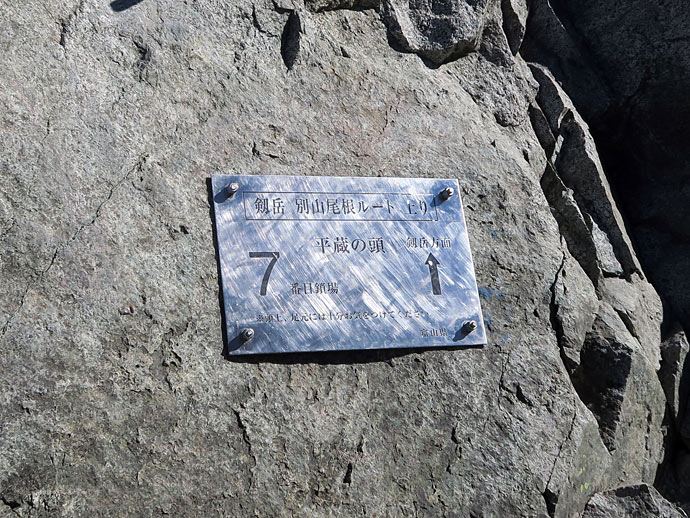 剱岳 別山尾根ルート 上り
平蔵の頭 剱岳方面
7 番目鎖場
足元には十分お気をつけてください。
富山県